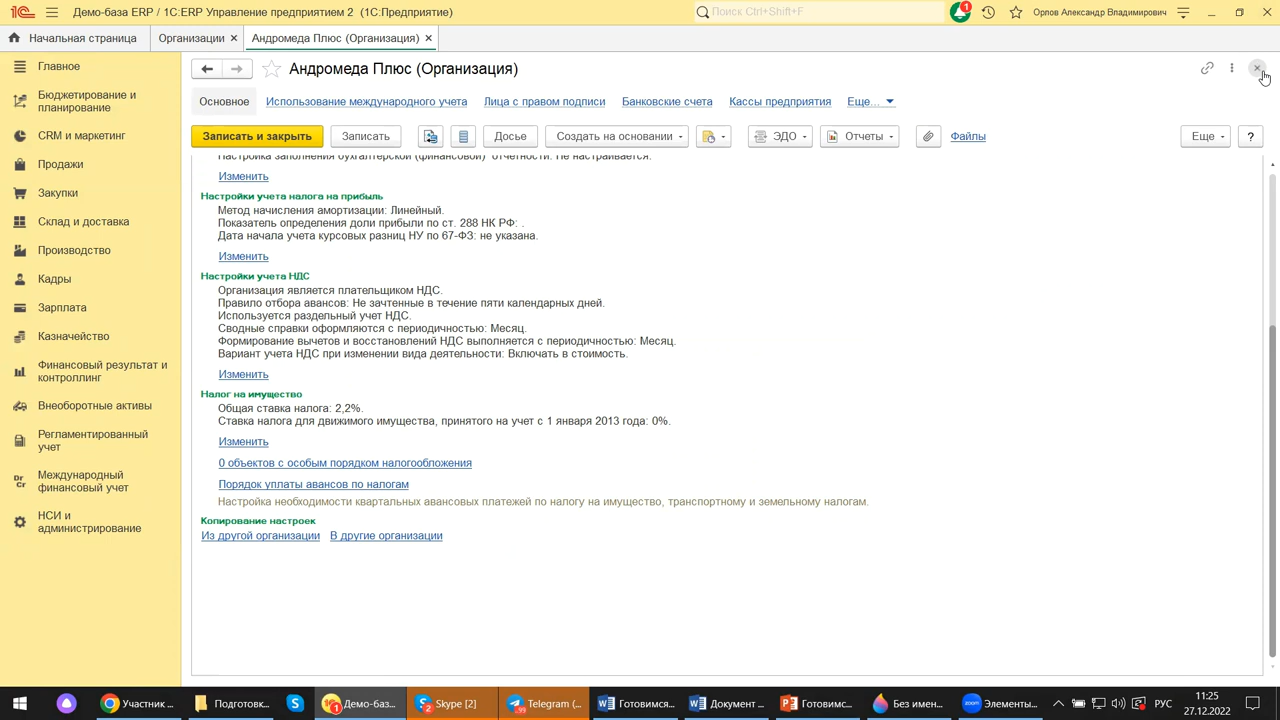 Демо-база ERP / 1С:ERP Управление предприятием 2 (1С:Предприятие)
Поиск Ctrl+Shift+F
1
Орлов Александр Владимирович
Начальная страница
Организации
Андромеда Плюс (Организация)
Главное
Бюджетирование и
планирование
CRM и маркетинг
Продажи
Закупки
Склад и доставка
Производство
Кадры
Зарплата
Казначейство
Финансовый результат и
контроллинг
Внеоборотные активы
Регламентированный
учет
Международный
финансовый учет
НСИ и
администрирование
Андромеда Плюс (Организация)
Основное
Использование международного учета
Лица с правом подписи
Банковские счета
Кассы предприятия
Еще...
Записать и закрыть
Записать
Досье
Создать на основании
ЭДО
Отчеты
Файлы
Еще
?
Настройка заполнения бухгалтерской (финансовой) отчетности: Не настраивается.
Изменить
Настройки учета налога на прибыль
Метод начисления амортизации: Линейный.
Показатель определения доли прибыли по ст. 288 НК РФ: .
Дата начала учета курсовых разниц НУ по 67-ФЗ: не указана.
Изменить
Настройки учета НДС
Организация является плательщиком НДС.
Правило отбора авансов: Не зачтенные в течение пяти календарных дней.
Используется раздельный учет НДС.
Сводные справки оформляются с периодичностью: Месяц.
Формирование вычетов и восстановлений НДС выполняется с периодичностью: Месяц.
Вариант учета НДС при изменении вида деятельности: Включать в стоимость.
Изменить
Налог на имущество
Общая ставка налога: 2,2%.
Ставка налога для движимого имущества, принятого на учет с 1 января 2013 года: 0%.
Изменить
0 объектов с особым порядком налогообложения
Порядок уплаты авансов по налогам
Настройка необходимости квартальных авансовых платежей по налогу на имущество, транспортному и земельному налогам.
Копирование настроек
Из другой организации
В другие организации
Участник ...
Подготовк...
Демо-баз...
Skype [2]
Telegram (...
Готовимся...
Документ ...
Готовимс...
Без имен...
Элементы...
РУС
11:25
27.12.2022